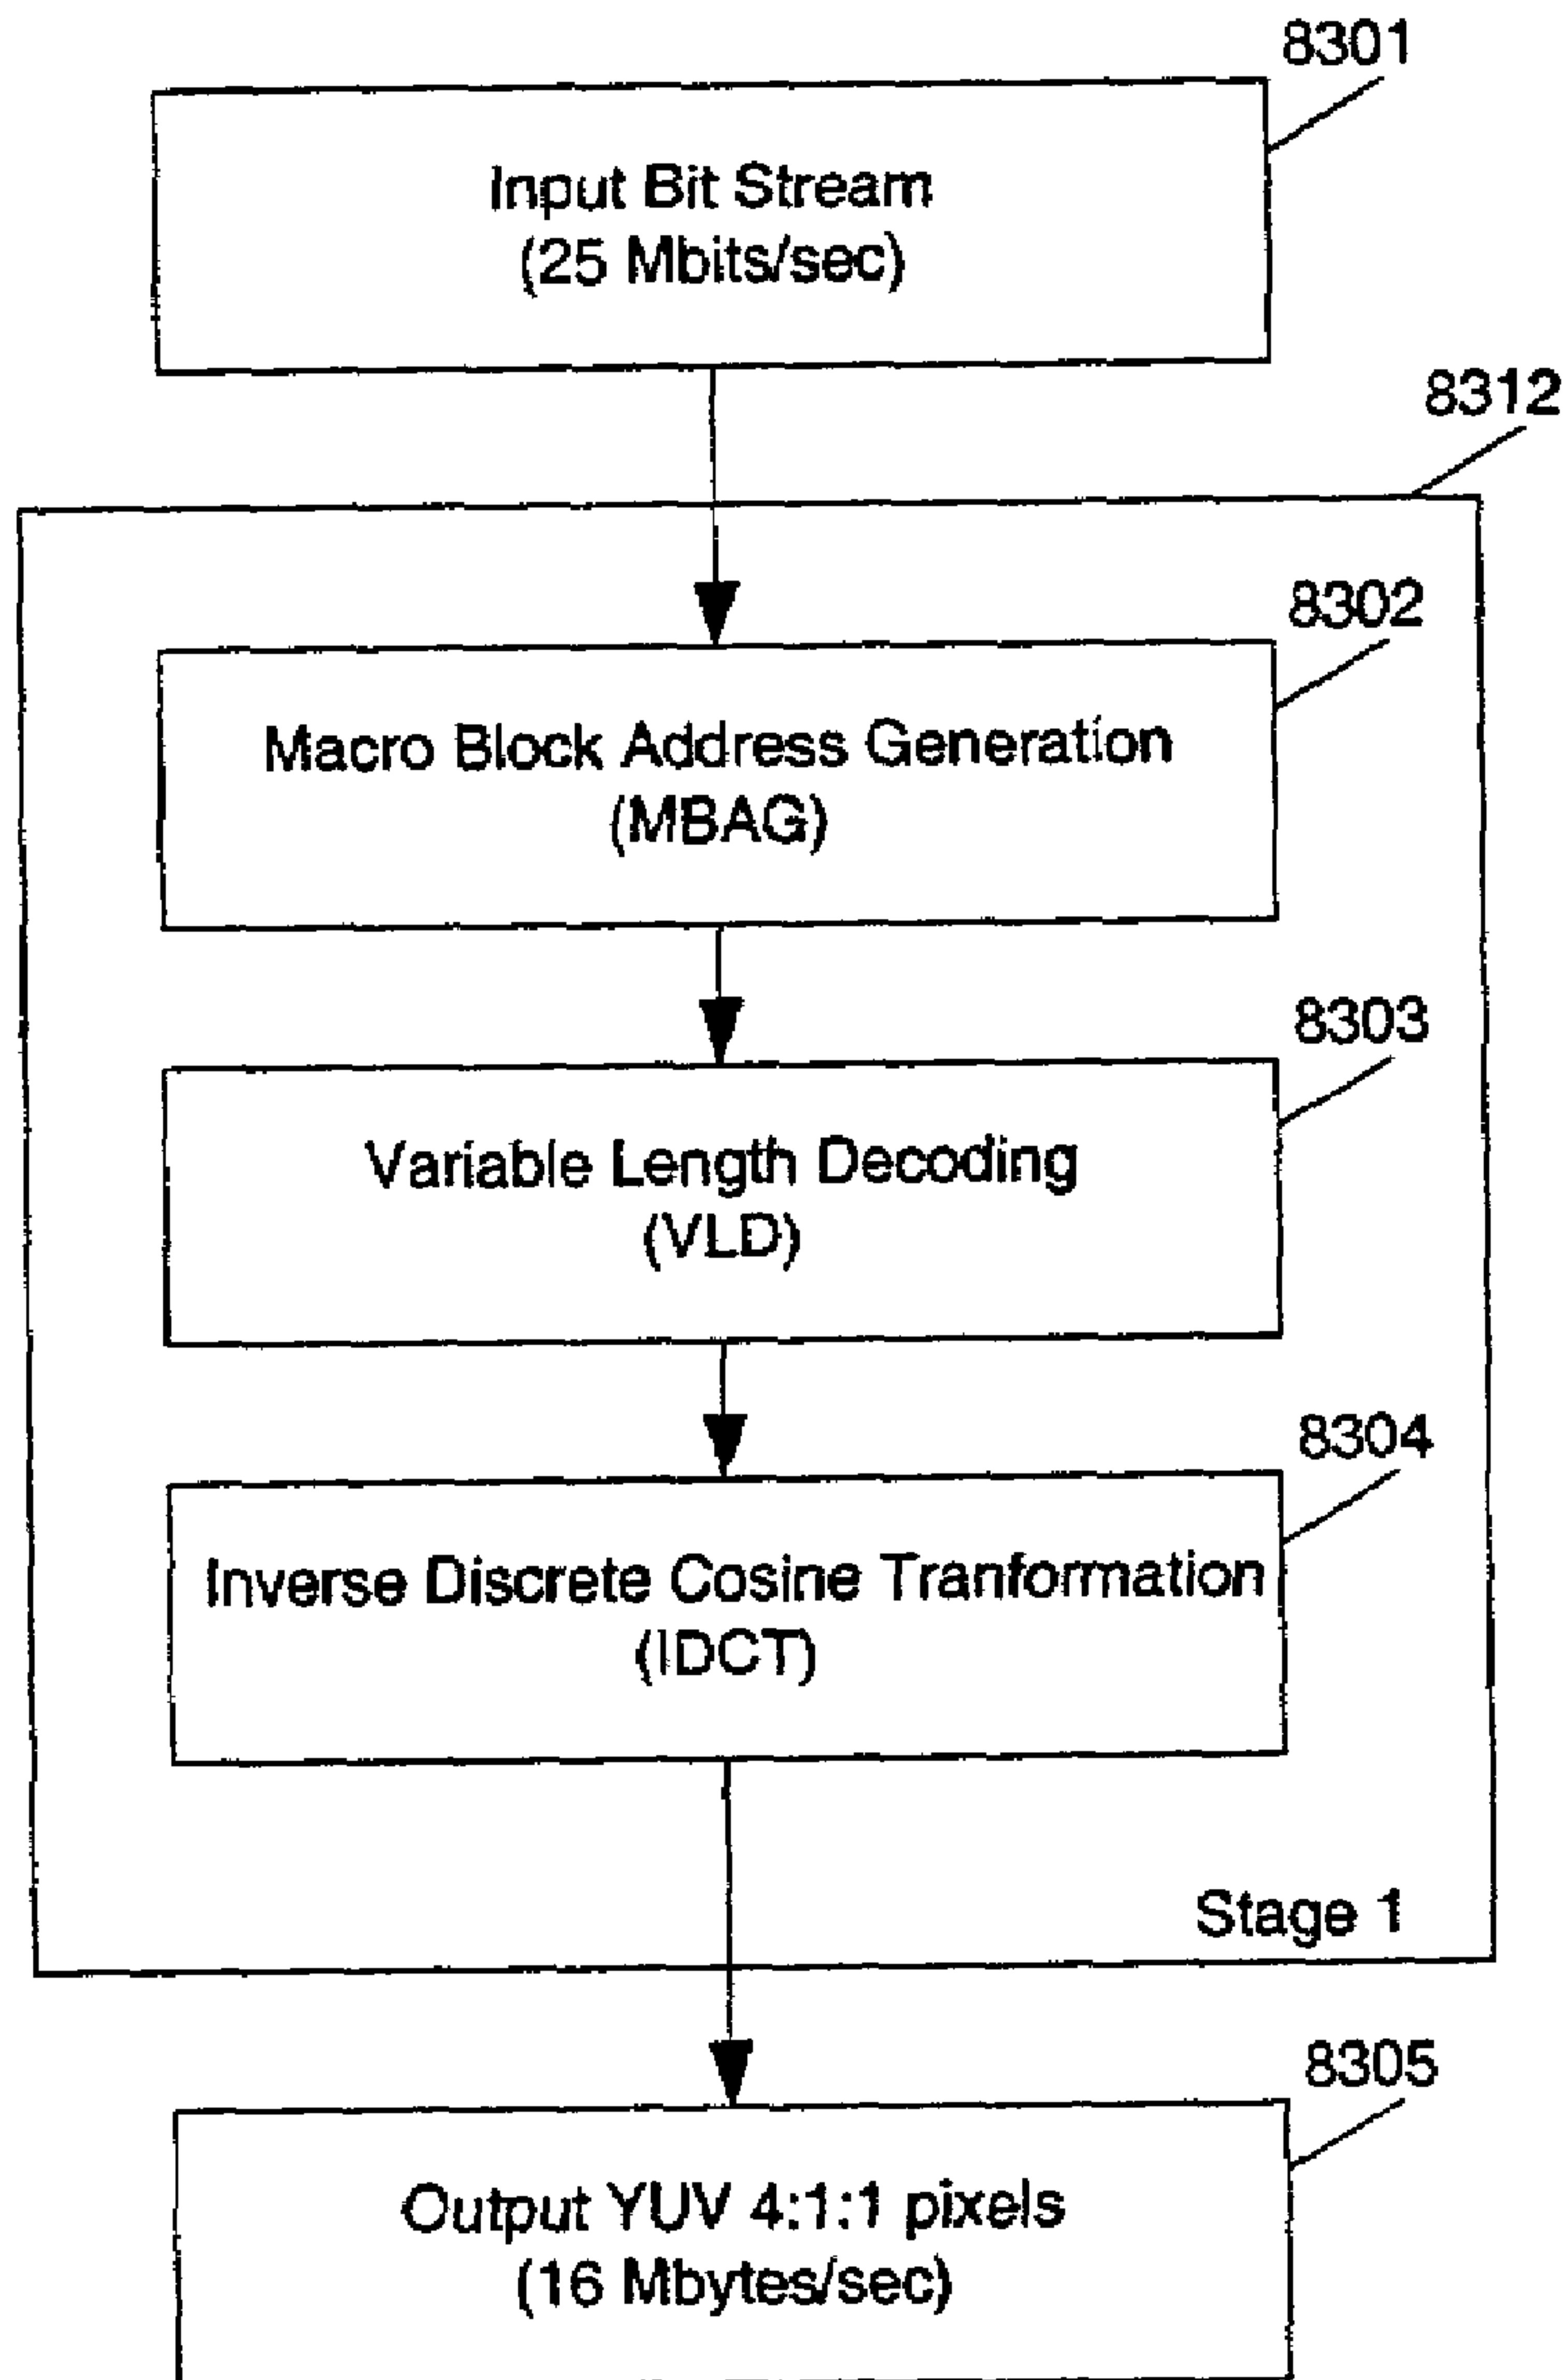 8301
Input Bit Stream
(25 Mbits/sec)
8312
8302
Macro Block Address Generation
(MBAG)
8303
Variable Length Decoding
(VLD)
8304
Inverse Discrete Cosine Tranformation
(IDCT)
Stage 1
8305
Output YUV 4:1:1 pixels
(16 Mbytes/sec)